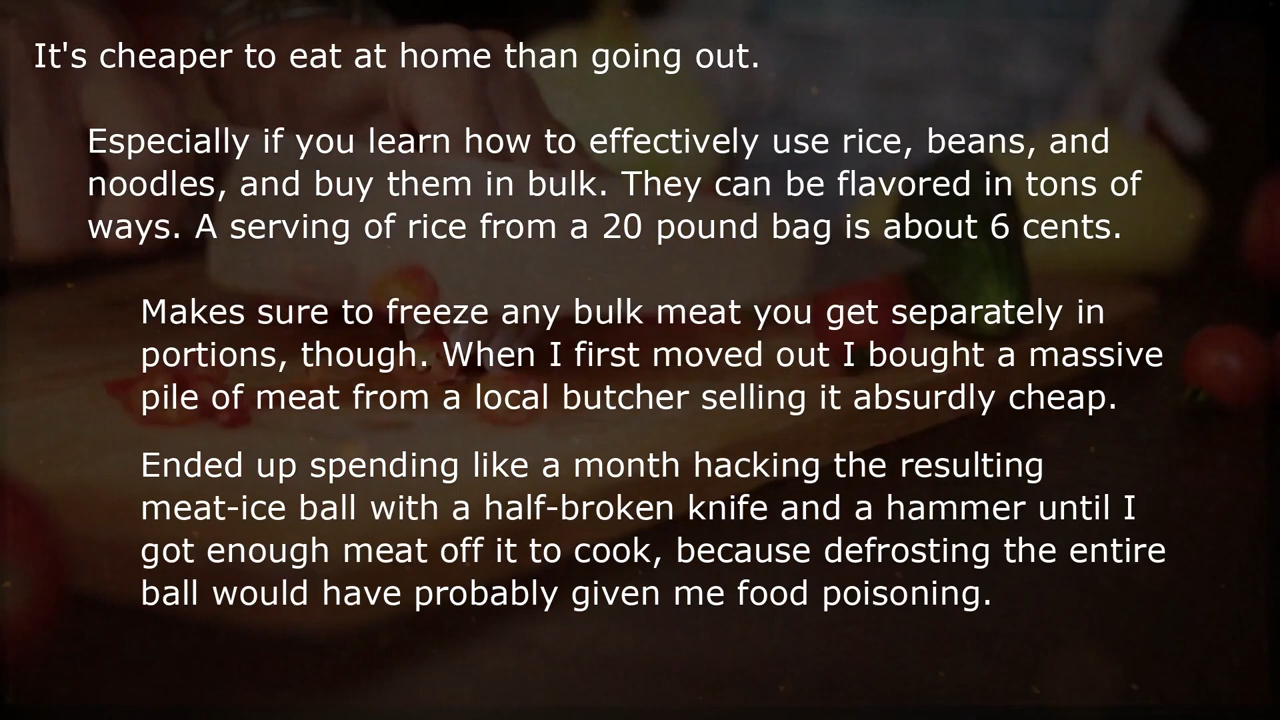 It's cheaper to eat at home than going out.
Especially if you learn how to effectively use rice, beans, and
noodles, and buy them in bulk. They can be flavored in tons of
ways. A serving of rice from a 20 pound bag is about 6 cents.
Makes sure to freeze any bulk meat you get separately in
portions, though. When I first moved out I bought a massive
pile of meat from a local butcher selling it absurdly cheap.
Ended up spending like a month hacking the resulting
meat-ice ball with a half-broken knife and a hammer until I
got enough meat off it to cook, because defrosting the entire
ball would have probably given me food poisoning.